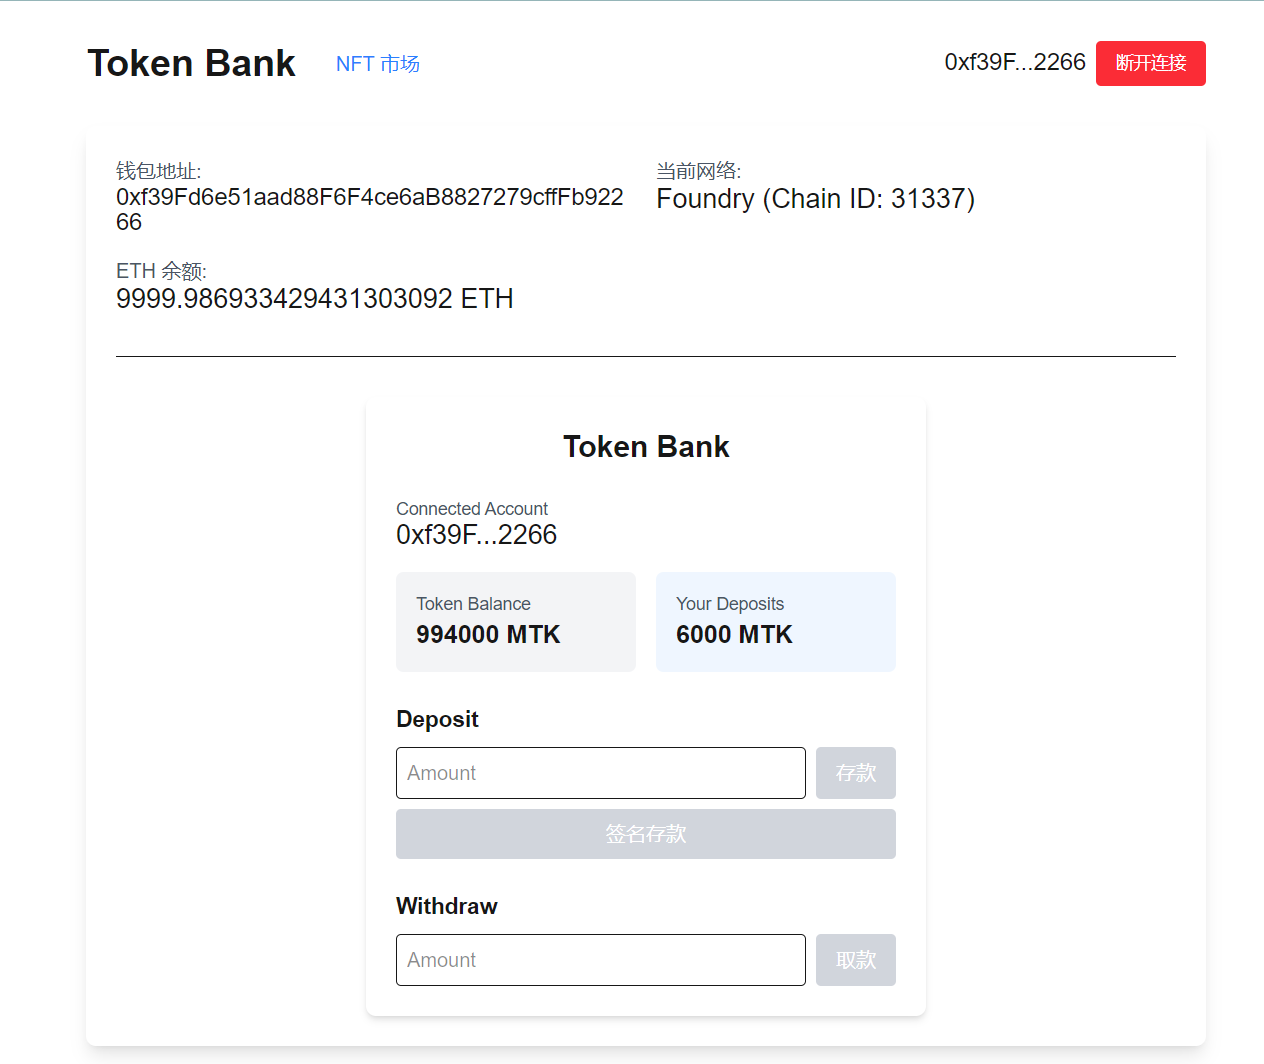 Token Bank
NFT 市场
0xf39F...2266
断开连接
钱包地址:
0xf39Fd6e51aad88F6F4ce6aB8827279cffFb922
66
当前网络:
Foundry (Chain ID: 31337)
ETH 余额:
9999.986933429431303092 ETH
Token Bank
Connected Account
0xf39F...2266
Token Balance
994000 MTK
Your Deposits
6000 MTK
Deposit
Amount
存款
签名存款
Withdraw
Amount
取款